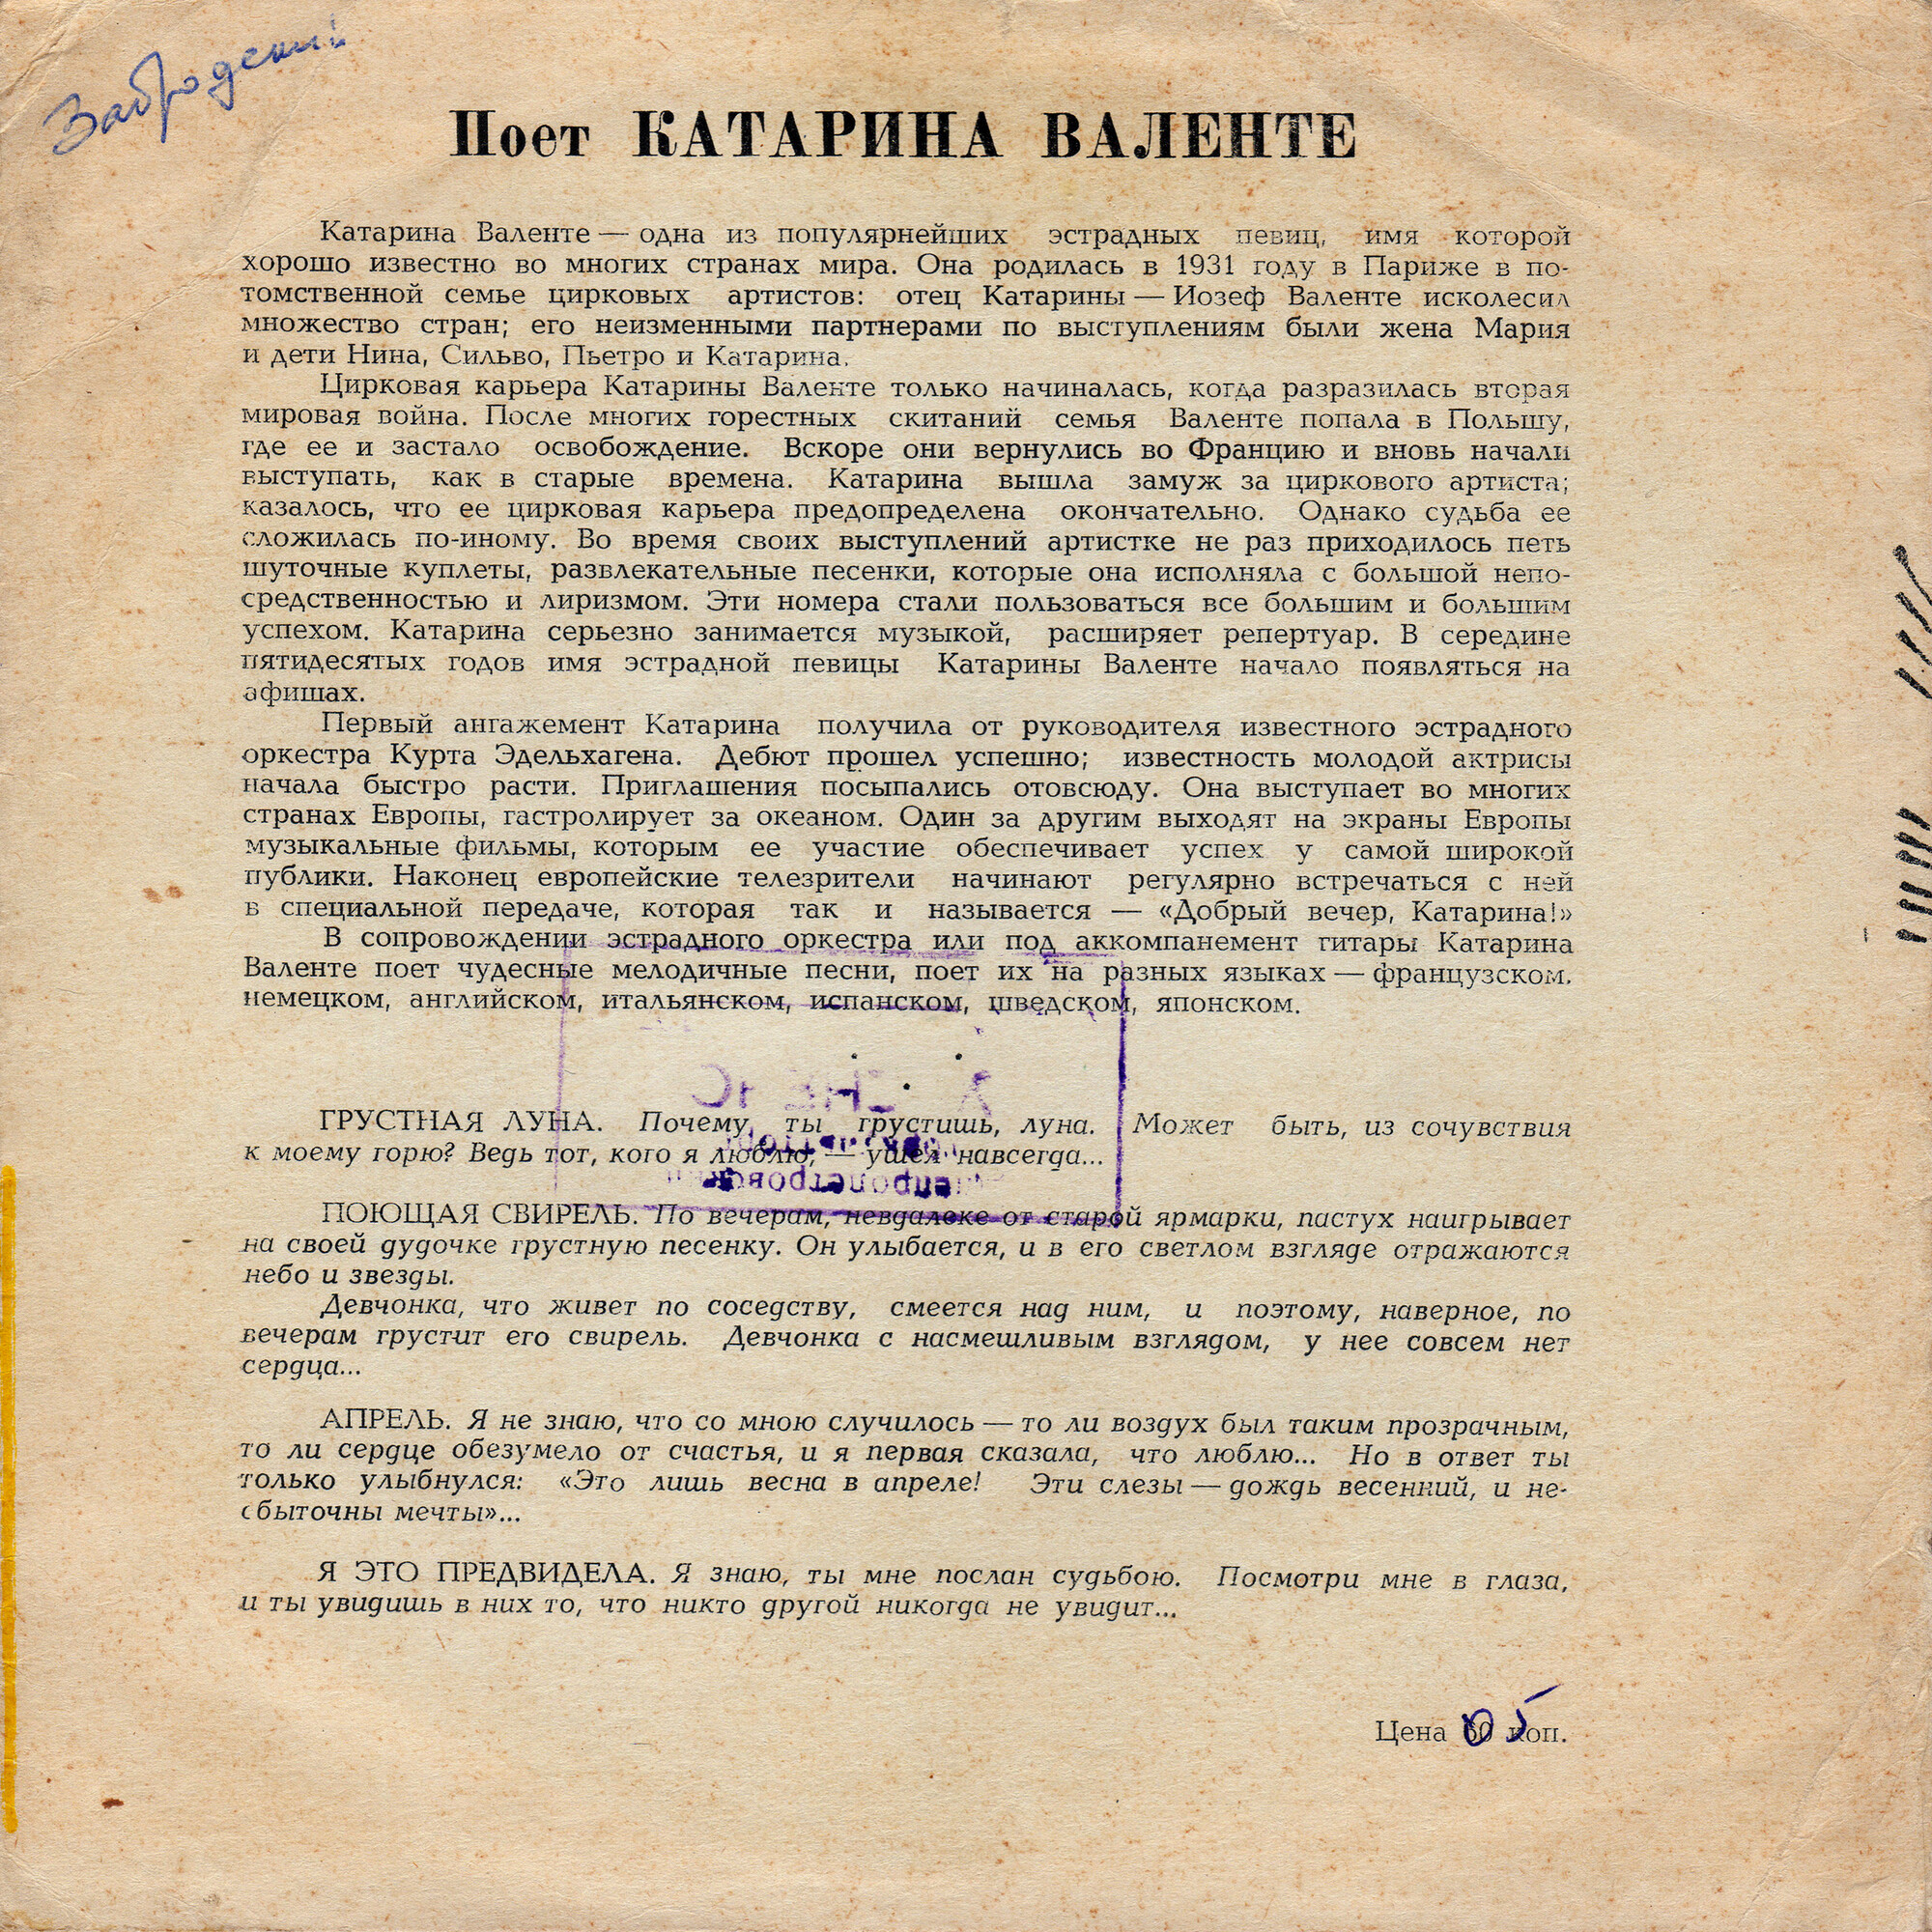 Поет КАТАРИНА ВАЛЕНТЕ
Катарина Валенте — одна из популярнейших эстрадных певиц, имя которой
хорошо известно во многих странах мира. Она родилась в 1931 году в Париже в по-
томственной семье цирковых артистов: отец Катарины — Иозеф Валенте исколесил
множество стран; его неизменными партнерами по выступлениям были жена Мария
и дети Нина, Сильво, Пьетро и Катарина.
Цирковая карьера Катарины Валенте только начиналась, когда разразилась вторая
мировая война. После многих горестных скитаний семья Валенте попала в Польшу,
где ее и застало освобождение. Вскоре они вернулись во Францию и вновь начали
выступать, как в старые времена. Катарина вышла замуж за циркового артиста;
казалось, что ее цирковая карьера предопределена окончательно. Однако судьба ее
сложилась по-иному. Во время своих выступлений артистке не раз приходилось петь
шуточные куплеты, развлекательные песенки, которые она исполняла с большой непо-
средственностью и лиризмом. Эти номера стали пользоваться все большим и большим
успехом. Катарина серьезно занимается музыкой, расширяет репертуар. В середине
пятидесятых годов имя эстрадной певицы Катарины Валенте начало появляться на
афишах.
Первый ангажемент Катарина получила от руководителя известного эстрадного
оркестра Курта Эдельхагена. Дебют прошел успешно; известность молодой актрисы
начала быстро расти. Приглашения посыпались отовсюду. Она выступает во многих
странах Европы, гастролирует за океаном. Один за другим выходят на экраны Европы
музыкальные фильмы, которым ее участие обеспечивает успех у самой широкой
публики. Наконец европейские телезрители начинают регулярно встречаться с ней
в специальной передаче, которая так и называется — «Добрый вечер, Катарина!»
В сопровождении эстрадного оркестра или под аккомпанемент гитары Катарина
Валенте поет чудесные мелодичные песни, поет их на разных языках — французском,
немецком, английском, итальянском, испанском, шведском, японском.
ГРУСТНАЯ ЛУНА. Почему, ты грустишь, луна. Может быть, из сочувствия
к моему горю? Ведь тот, кого я люблю, — ушел навсегда...
ПОЮЩАЯ СВИРЕЛЬ. По вечерам, невдалеке от старой ярмарки, пастух наигрывает
на своей дудочке грустную песенку. Он улыбается, и в его светлом взгляде отражаются
небо и звезды.
Девчонка, что живет по соседству, смеется над ним, и поэтому, наверное, по
вечерам грустит его свирель. Девчонка с насмешливым взглядом, у нее совсем нет
сердца...
АПРЕЛЬ. Я не знаю, что со мною случилось — то ли воздух был таким прозрачным,
то ли сердце обезумело от счастья, и я первая сказала, что люблю... Но в ответ ты
только улыбнулся: «Это лишь весна в апреле! Эти слезы — дождь весенний, и не-
сбыточны мечты»...
Я ЭТО ПРЕДВИДЕЛА. Я знаю, ты мне послан судьбою. Посмотри мне в глаза,
и ты увидишь в них то, что никто другой никогда не увидит...
Цена коп.